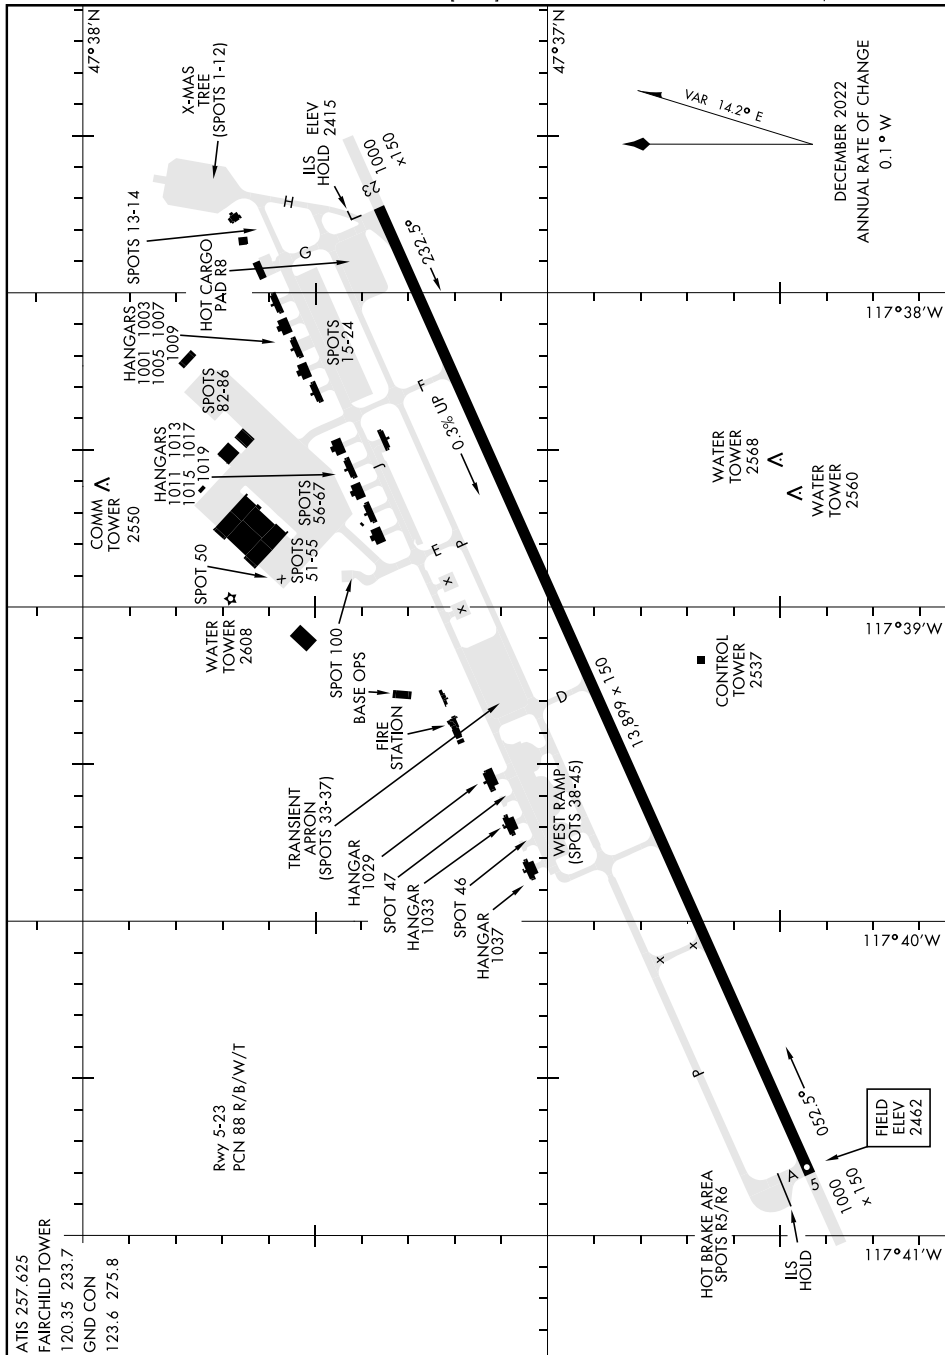 ATIS 257.625
FAIRCHILD TOWER
120.35 233.7
GND CON
123.6 275.8
Rwy 5-23
PCN 88 R/B/W/T
47°38'N
47°37'N
X-MAS
TREE
(SPOTS 1-12)
SPOTS 13-14
HOT CARGO
PAD R8
HANGARS
1001 1003
1005 1007
1009
SPOTS
82-86
HANGARS
1011 1013
1015 1017
1019
SPOTS
56-67
SPOTS
15-24
COMM
TOWER
2550
SPOT 50
SPOTS
51-55
WATER
TOWER
2608
SPOT 100
BASE OPS
FIRE
STATION
TRANSIENT
APRON
(SPOTS 33-37)
HANGAR
1029
SPOT 47
HANGAR
1033
SPOT 46
HANGAR
1037
WEST RAMP
(SPOTS 38-45)
ILS
HOLD
ELEV
2415
1000
x150
23
232.5°
H
G
F
0.3% UP
J
E
P
x
x
D
13,899 x 150
x
x
P
052.5°
A
5
1000
x 150
FIELD
ELEV
2462
HOT BRAKE AREA
SPOTS R5/R6
ILS
HOLD
CONTROL
TOWER
2537
WATER
TOWER
2568
WATER
TOWER
2560
VAR 14.2° E
DECEMBER 2022
ANNUAL RATE OF CHANGE
0.1° W
117°38'W
117°39'W
117°40'W
117°41'W